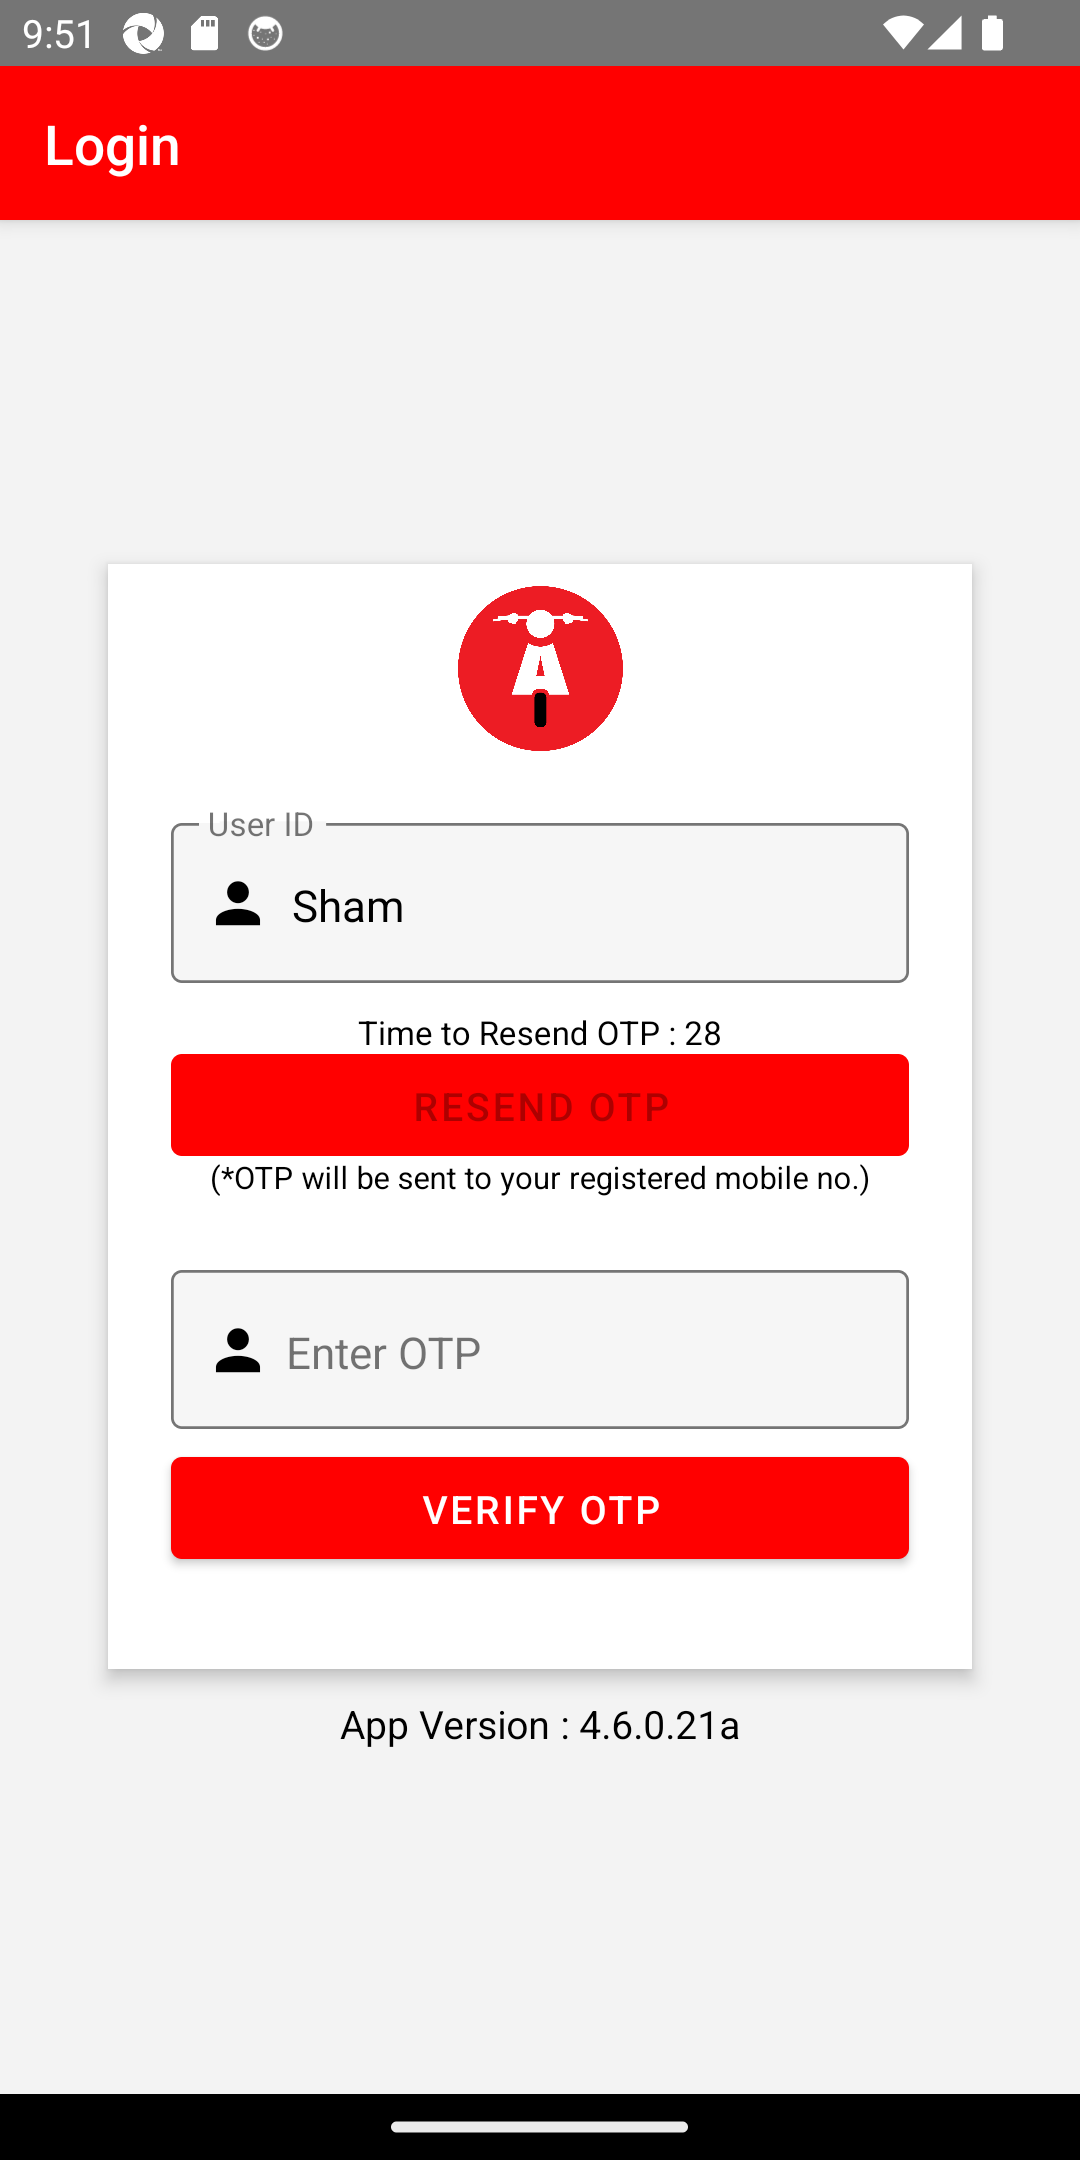 9:51
Login
User ID
Sham
Time to Resend OTP : 28
RESEND OTP
(*OTP will be sent to your registered mobile no.)
Enter OTP
VERIFY OTP
App Version : 4.6.0.21a